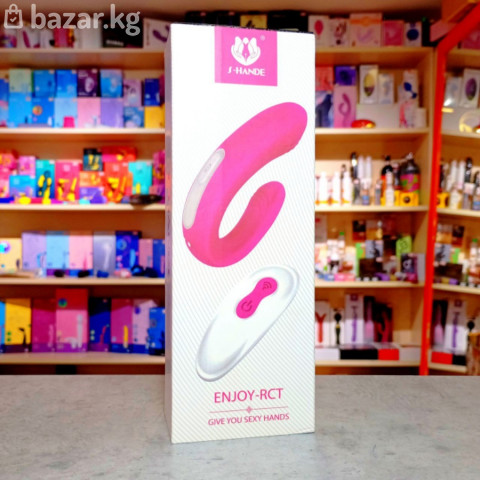 bazar.kg
S-HANDE
ENJOY-RCT
GIVE YOU SEXY HANDS